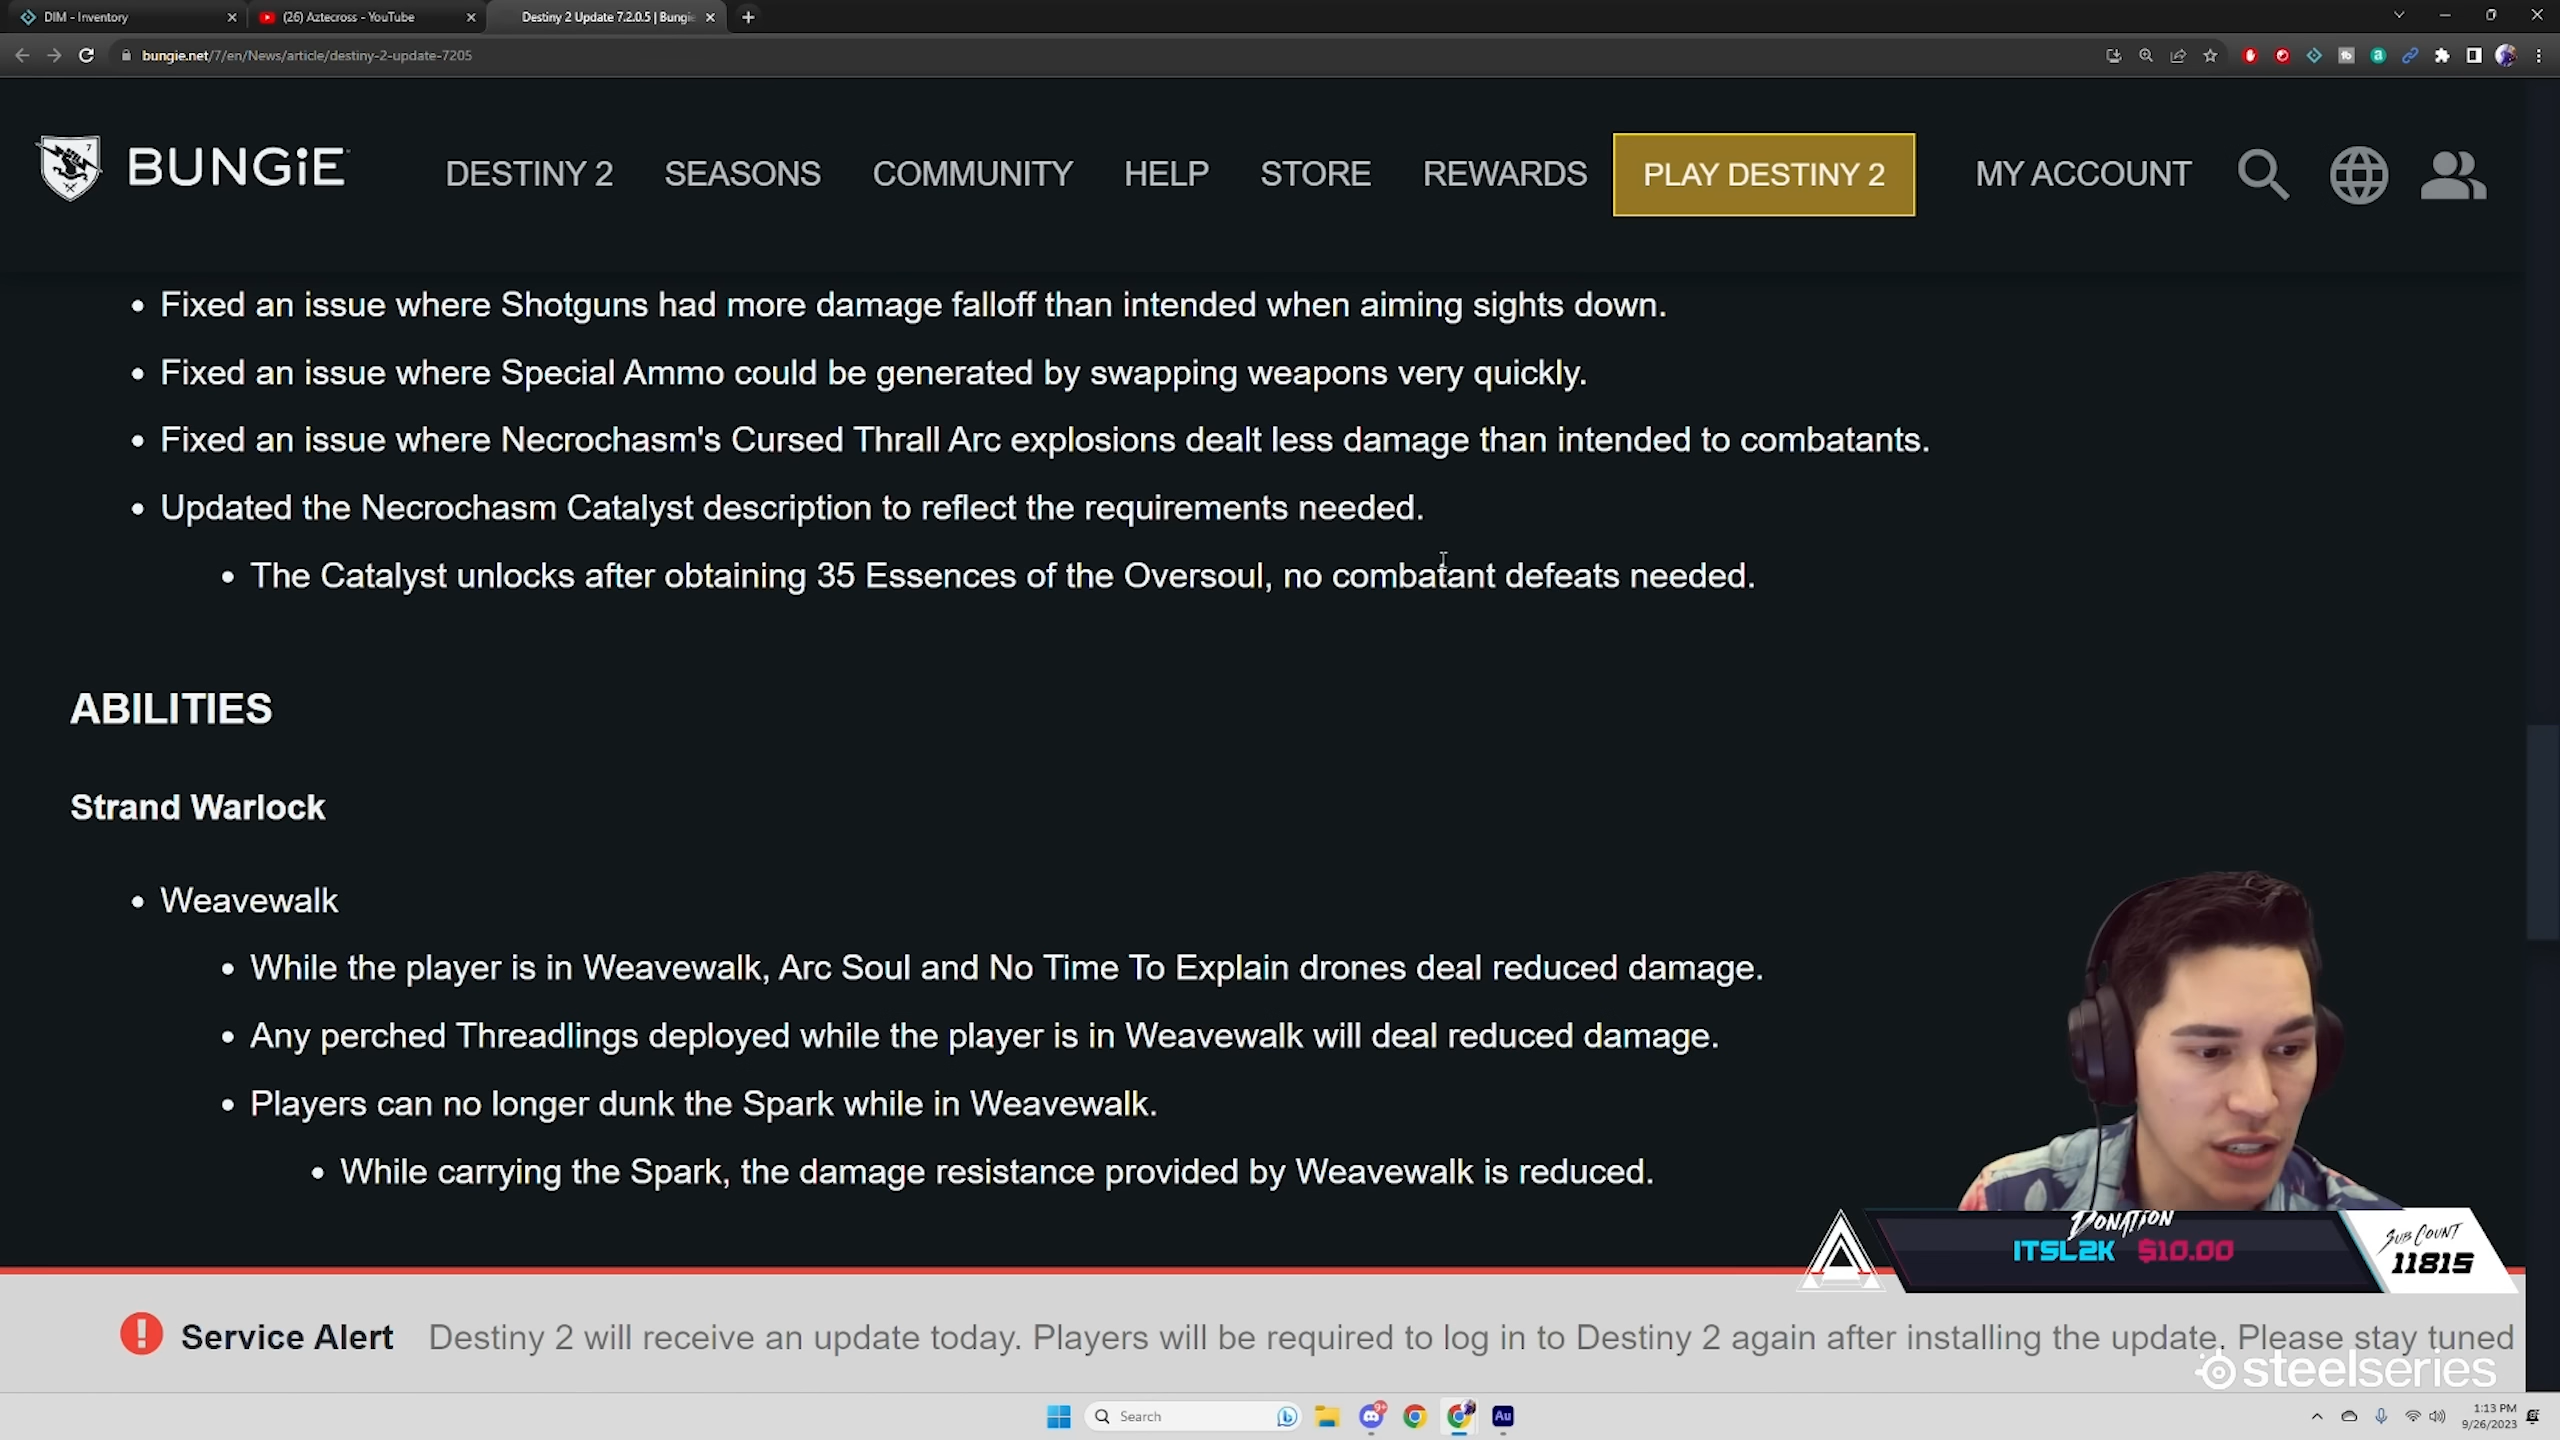 DIM - Inventory
(26) Aztecross - YouTube
Destiny 2 Update 7.2.0.5 | Bungie
bungie.net/7/en/News/article/destiny-2-update-7205
BUNGiE
DESTINY 2
SEASONS
COMMUNITY
HELP
STORE
REWARDS
PLAY DESTINY 2
MY ACCOUNT
• Fixed an issue where Shotguns had more damage falloff than intended when aiming sights down.
• Fixed an issue where Special Ammo could be generated by swapping weapons very quickly.
• Fixed an issue where Necrochasm's Cursed Thrall Arc explosions dealt less damage than intended to combatants.
• Updated the Necrochasm Catalyst description to reflect the requirements needed.
• The Catalyst unlocks after obtaining 35 Essences of the Oversoul, no combatant defeats needed.
ABILITIES
Strand Warlock
• Weavewalk
• While the player is in Weavewalk, Arc Soul and No Time To Explain drones deal reduced damage.
• Any perched Threadlings deployed while the player is in Weavewalk will deal reduced damage.
• Players can no longer dunk the Spark while in Weavewalk.
• While carrying the Spark, the damage resistance provided by Weavewalk is reduced.
DONATION
ITSL2K $10.00
SUB COUNT
11815
Service Alert
Destiny 2 will receive an update today. Players will be required to log in to Destiny 2 again after installing the update. Please stay tuned
steelseries
Search
9+
Au
1:13 PM
9/26/2023